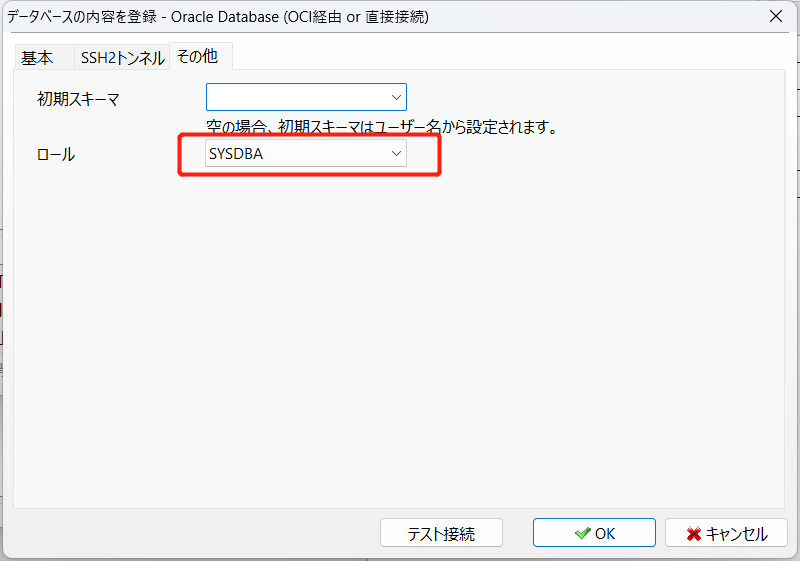 データベースの内容を登録 - Oracle Database (OCI経由 or 直接接続)
基本 SSH2トンネル その他
初期スキーマ
空の場合、初期スキーマはユーザー名から設定されます。
ロール SYSDBA
テスト接続 OK キャンセル